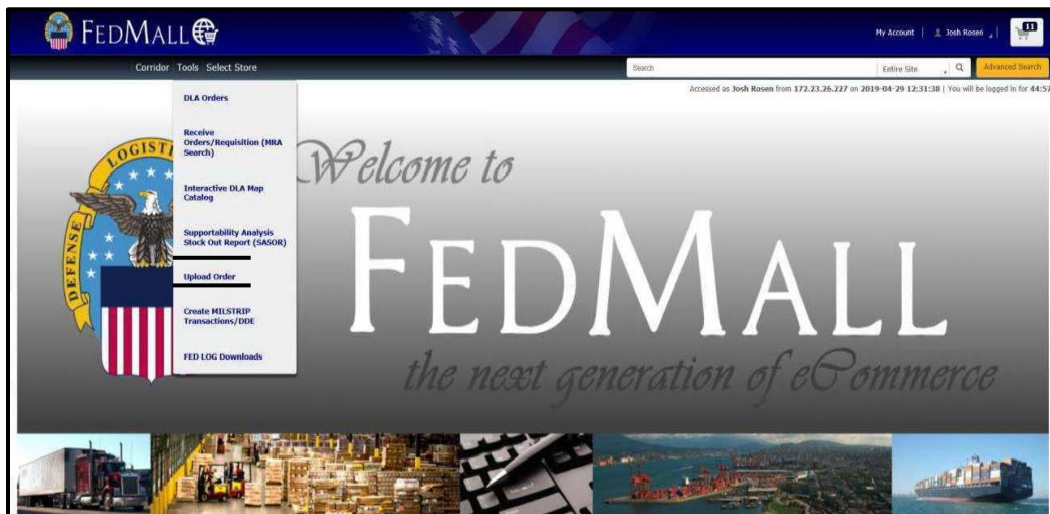 FEDMALL
My Account | Josh Rosen | 11
Corridor Tools Select Store
Search Entire Site Advanced Search
Accessed as Josh Rosen from 172.23.26.227 on 2019-04-29 12:31:38 | You will be logged in for 44:57
DLA Orders
Receive
Orders/Requisition (MRA
Search)
Interactive DLA Map
Catalog
Supportability Analysis
Stock Out Report (SASOR)
Upload Order
Create MILSTRIP
Transactions/DDE
FED LOG Downloads
DEFENSE LOGISTI
Welcome to
FEDMALL
the next generation of eCommerce